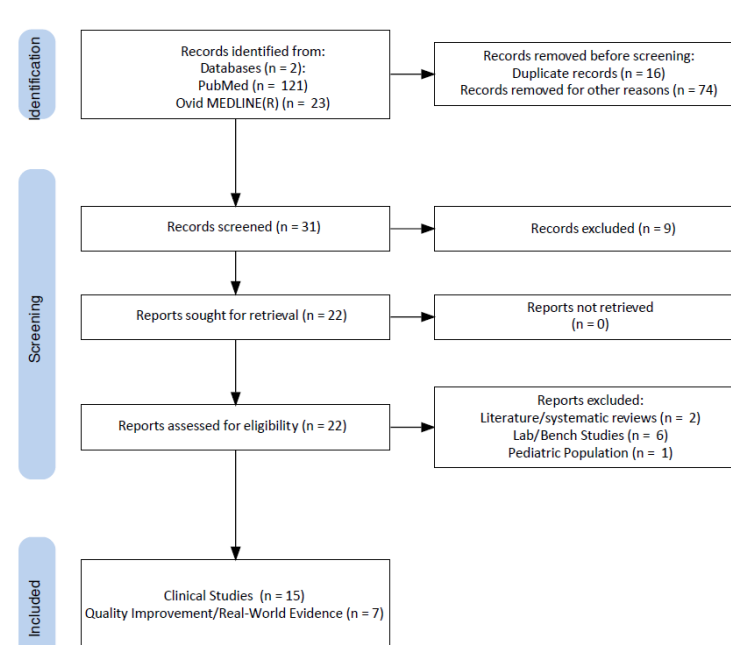 Identification
Records identified from:
Databases (n = 2):
PubMed (n = 121)
Ovid MEDLINE(R) (n = 23)
Records removed before screening:
Duplicate records (n = 16)
Records removed for other reasons (n = 74)
Screening
Records screened (n = 31)
Records excluded (n = 9)
Reports sought for retrieval (n = 22)
Reports not retrieved
(n = 0)
Reports assessed for eligibility (n = 22)
Reports excluded:
Literature/systematic reviews (n = 2)
Lab/Bench Studies (n = 6)
Pediatric Population (n = 1)
Included
Clinical Studies (n = 15)
Quality Improvement/Real-World Evidence (n = 7)